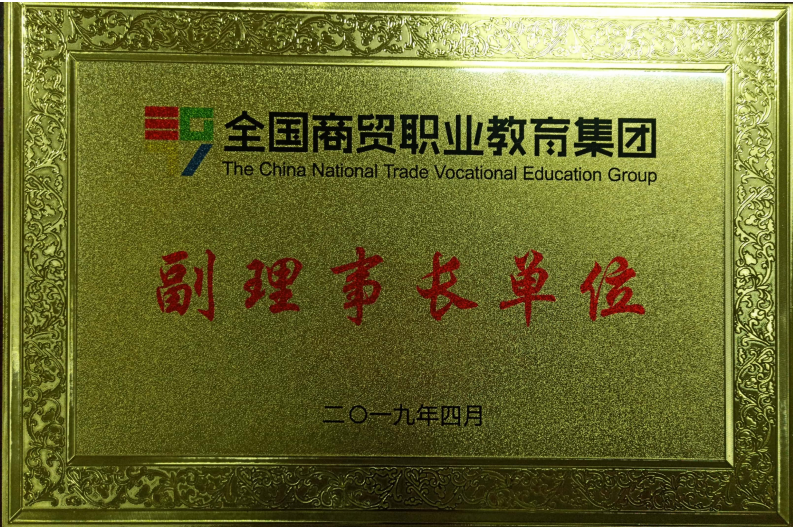 全国商贸职业教育集团
The China National Trade Vocational Education Group
副理事长单位
二〇一九年四月